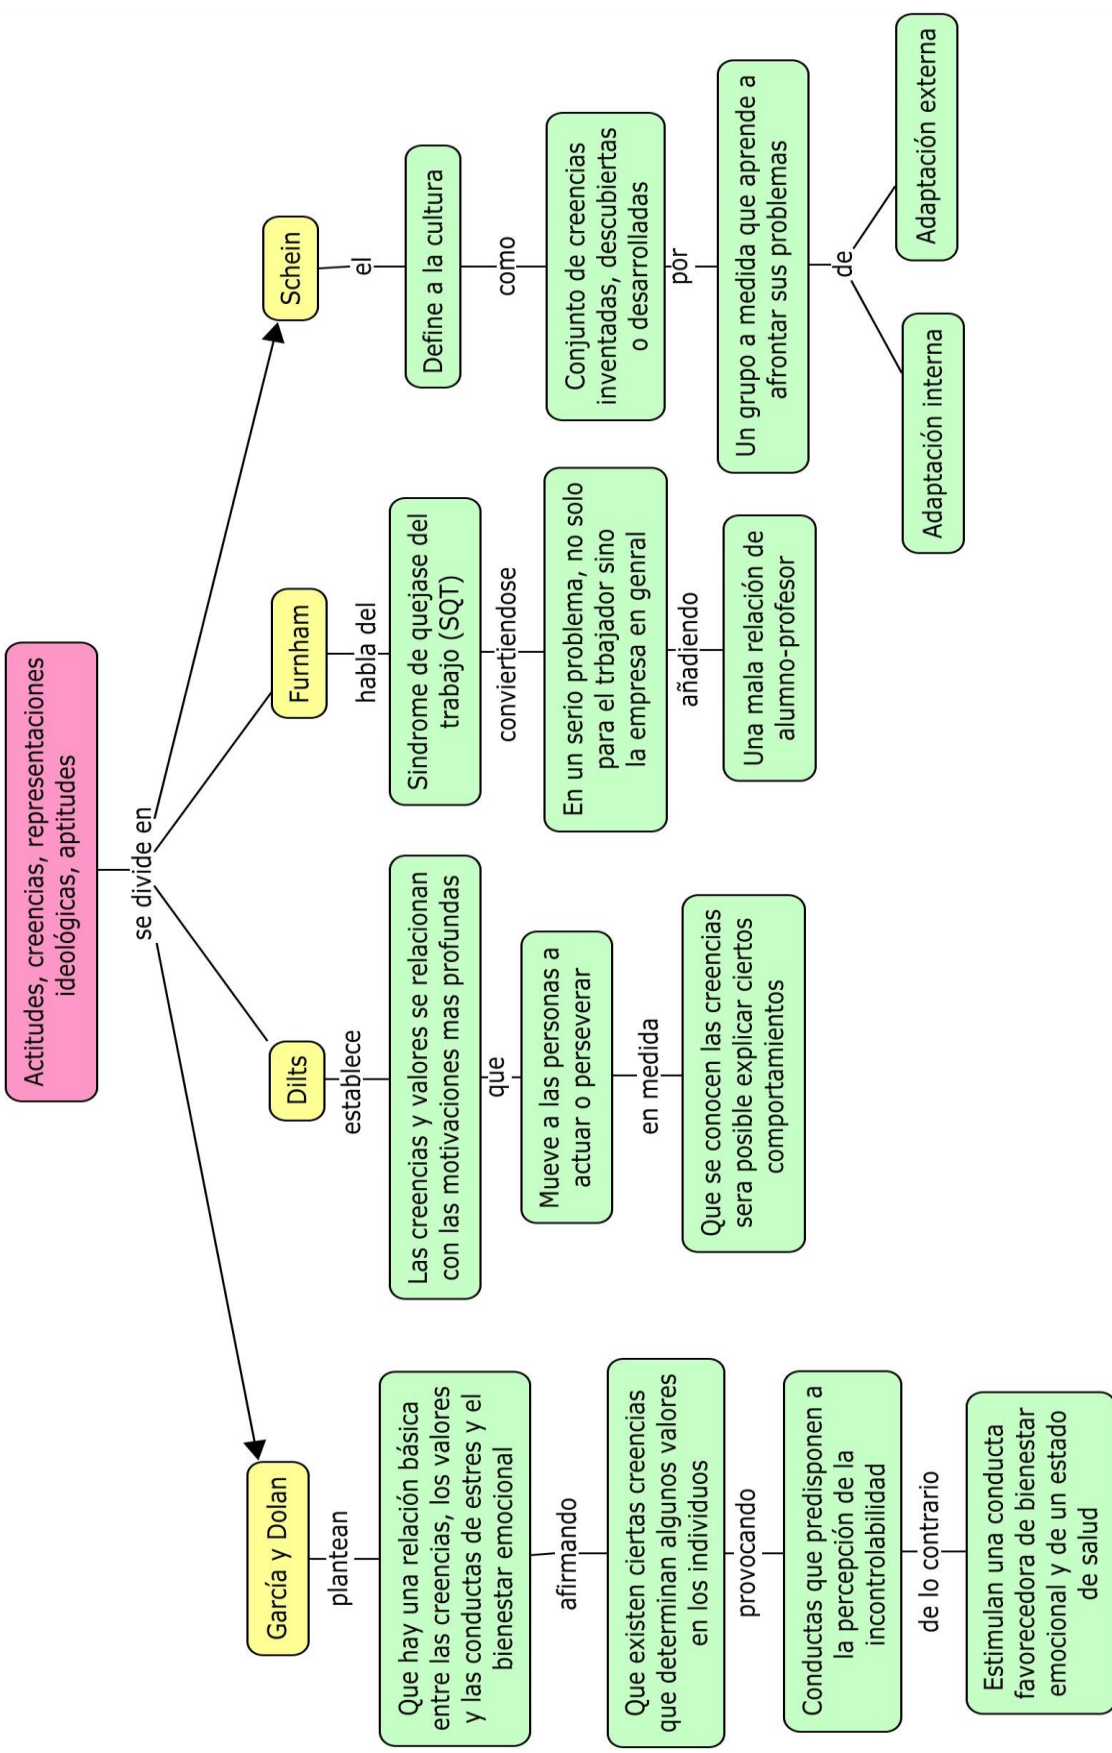 Actitudes, creencias, representaciones
ideológicas, aptitudes
se divide en
García y Dolan
plantean
Que hay una relación básica
entre las creencias, los valores
y las conductas de estres y el
bienestar emocional
afirmando
Que existen ciertas creencias
que determinan algunos valores
en los individuos
provocando
Conductas que predisponen a
la percepción de la
incontrolabilidad
de lo contrario
Estimulan una conducta
favorecedora de bienestar
emocional y de un estado
de salud
Dilts
establece
Las creencias y valores se relacionan
con las motivaciones mas profundas
que
Mueve a las personas a
actuar o perseverar
en medida
Que se conocen las creencias
sera posible explicar ciertos
comportamientos
Furnham
habla del
Sindrome de quejase del
trabajo (SQT)
conviertiendose
En un serio problema, no solo
para el trbajador sino
la empresa en genral
añadiendo
Una mala relación de
alumno-profesor
Schein
el
Define a la cultura
como
Conjunto de creencias
inventadas, descubiertas
o desarrolladas
por
Un grupo a medida que aprende a
afrontar sus problemas
de
Adaptación interna
Adaptación externa